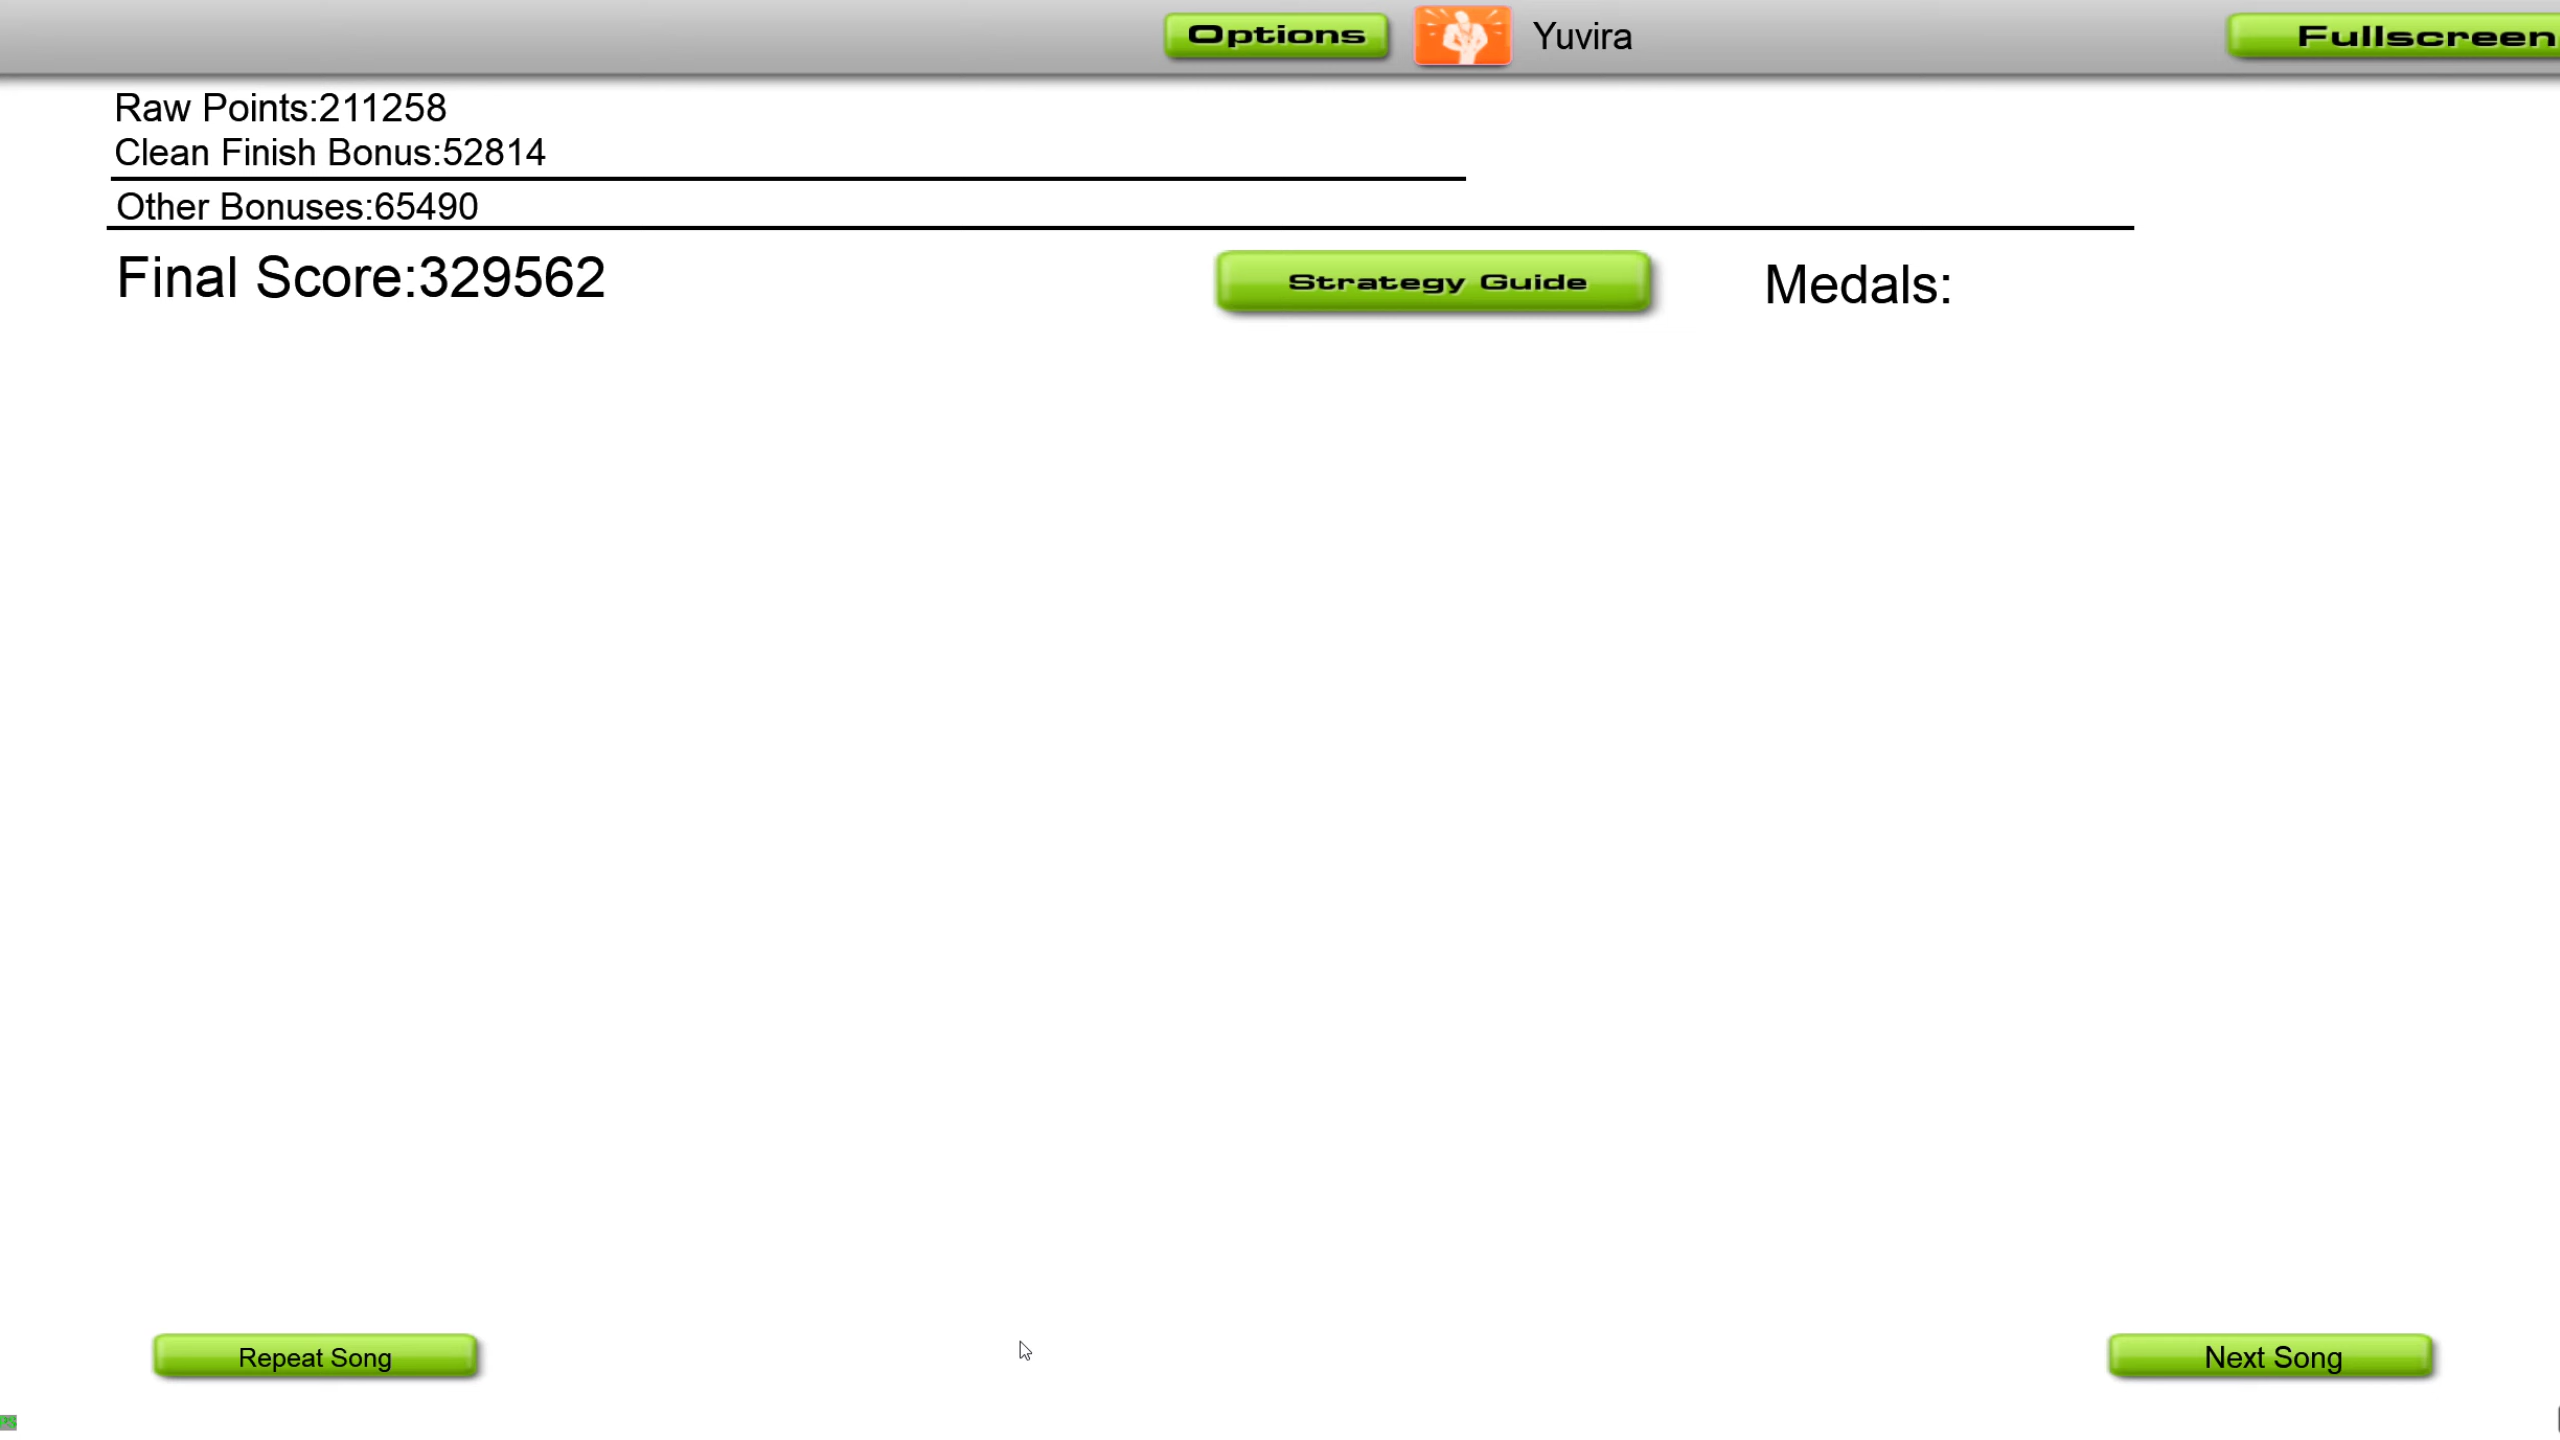 Options
Yuvira
Fullscreen
Raw Points:211258
Clean Finish Bonus:52814
Other Bonuses:65490
Final Score:329562
Strategy Guide
Medals:
Repeat Song
Next Song